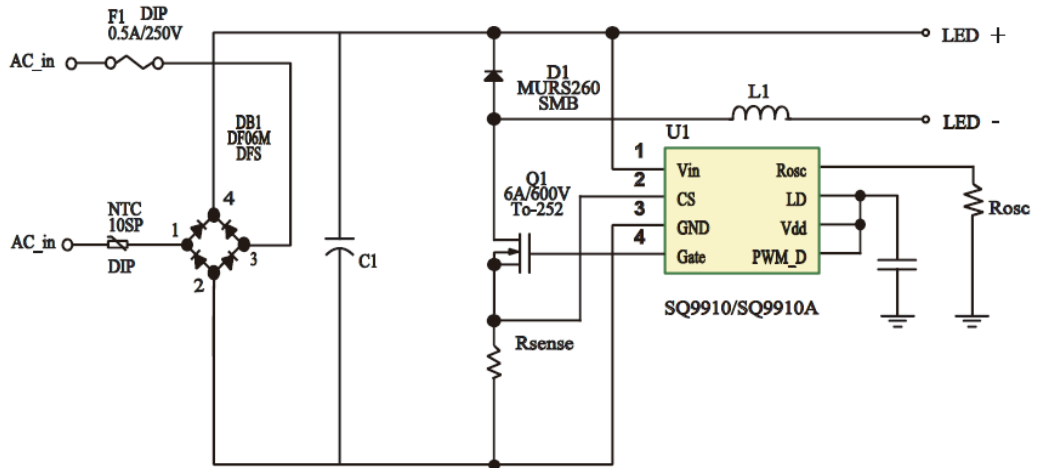 F1 DIP
0.5A/250V
AC_in
LED +
D1
MURS260
SMB
L1
LED -
DB1
DF06M
DFS
U1
1
Vin
Rosc
2
CS
LD
3
GND
Vdd
4
Gate
PWM_D
Rosc
Q1
6A/600V
To-252
NTC
10SP
DIP
AC_in
4
1
3
2
C1
SQ9910/SQ9910A
Rsense